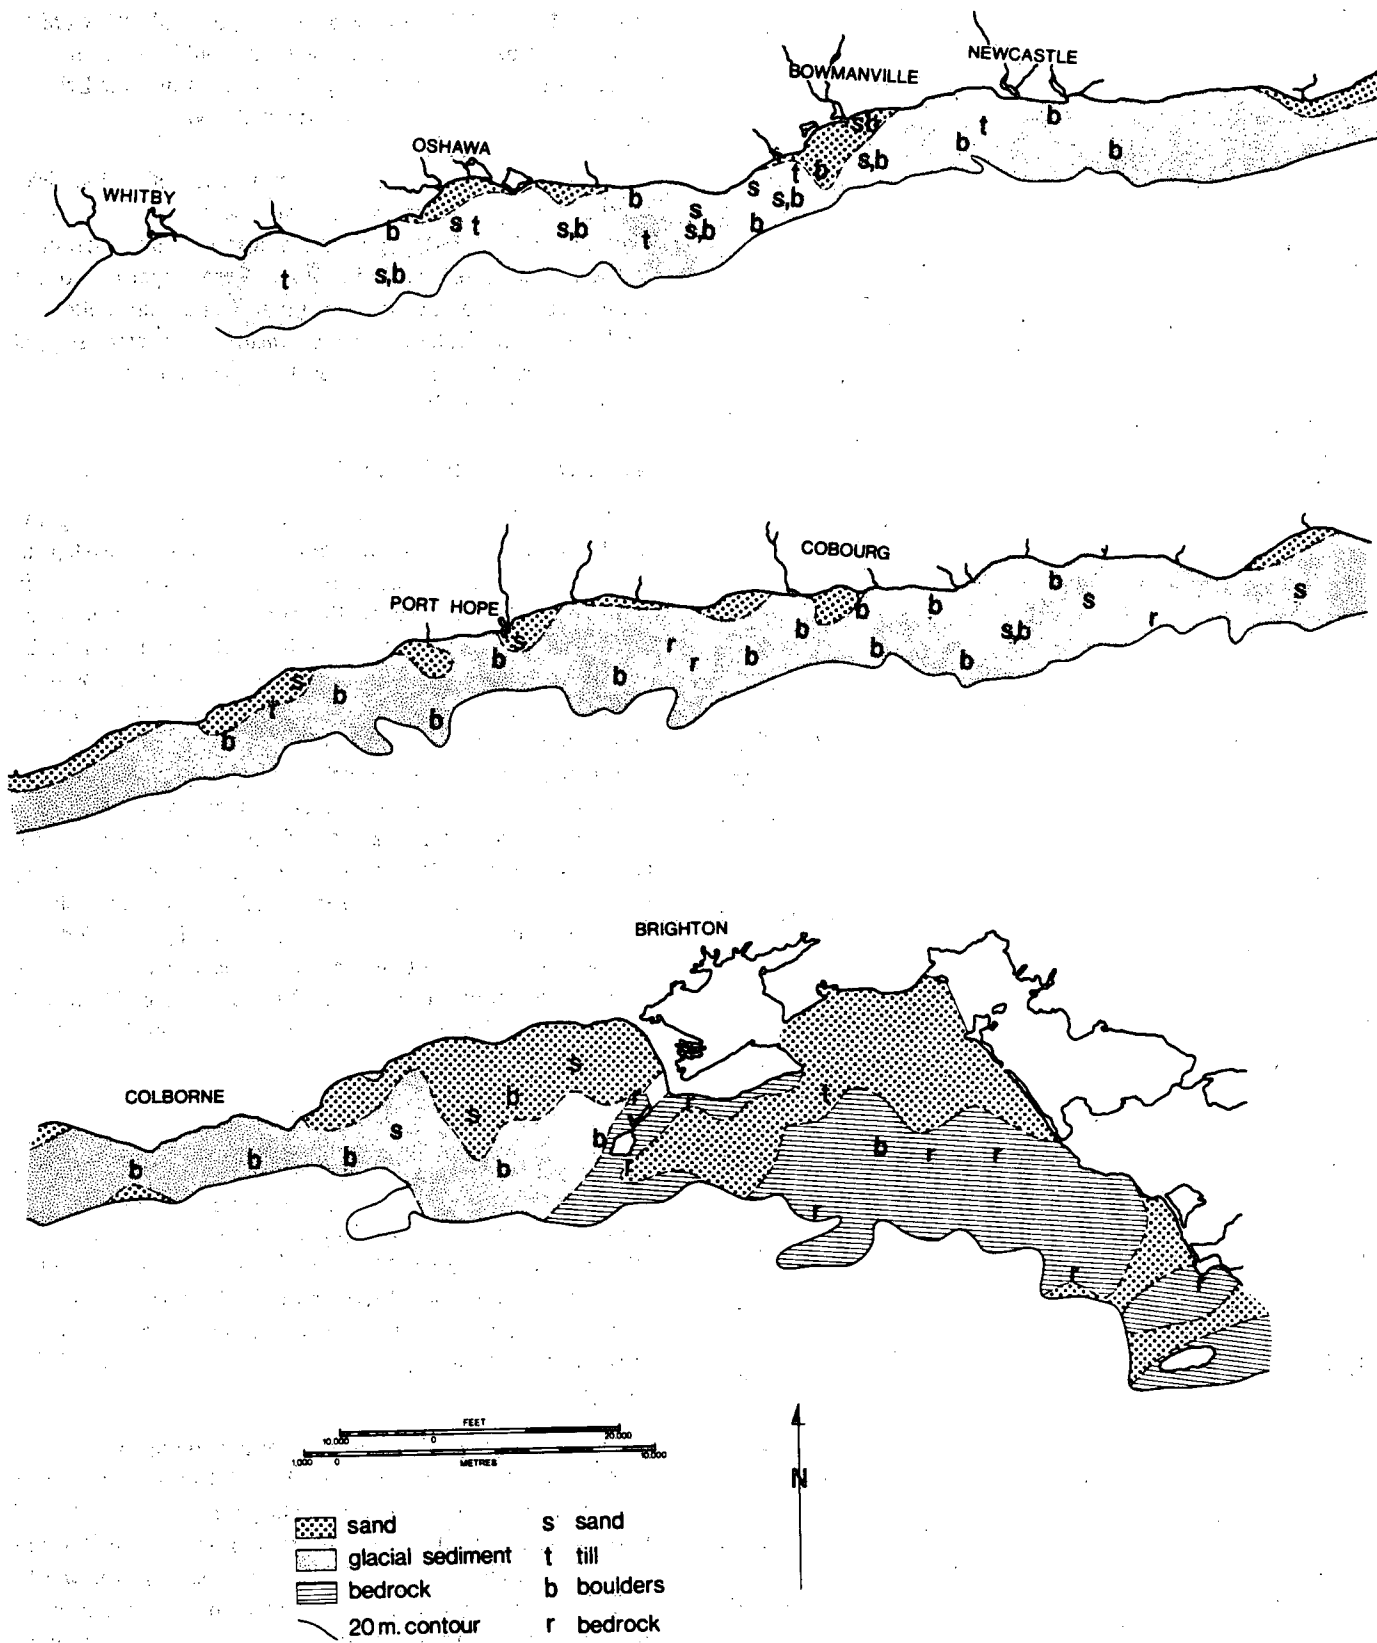 NEWCASTLE
BOWMANVILLE
OSHAWA
WHITBY
b
t
s,b
b
b
s,b
s
t
b
s
s,b
b
s
s,b
b
s t
s,b
t
s,b
b
t
s,b
COBOURG
PORT HOPE
b
s
s
b
b
s,b
r
b
s
r
r
b
b
b
b
b
s
b
t
b
b
BRIGHTON
COLBORNE
s
b
r
r
t
s
s
b
b
r
r
b
b
b
b
r
r
r
r
FEET
10,000 0 20,000
1,000 0 10,000
METRES
N
sand s sand
glacial sediment t till
bedrock b boulders
20 m. contour r bedrock